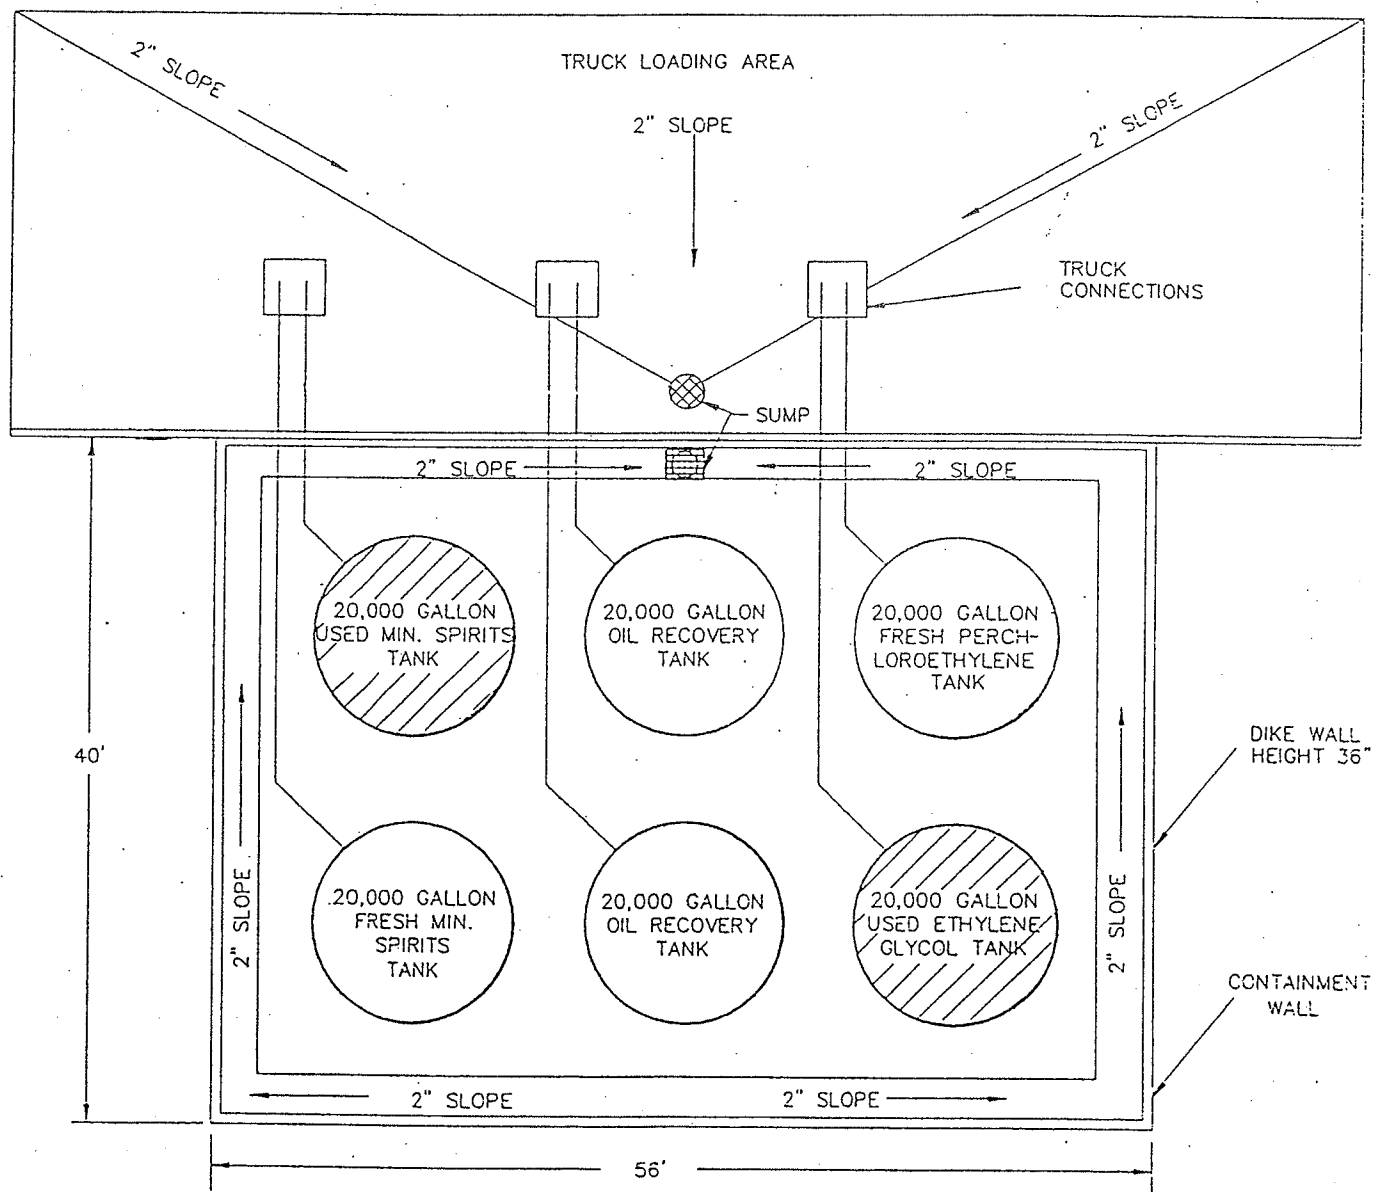 TRUCK LOADING AREA
2" SLOPE
2" SLOPE
2" SLOPE
TRUCK
CONNECTIONS
SUMP
2" SLOPE
2" SLOPE
20,000 GALLON
USED MIN. SPIRITS
TANK
20,000 GALLON
OIL RECOVERY
TANK
20,000 GALLON
FRESH PERCH-
LOROETHYLENE
TANK
40'
DIKE WALL
HEIGHT 36"
2" SLOPE
20,000 GALLON
FRESH MIN.
SPIRITS
TANK
20,000 GALLON
OIL RECOVERY
TANK
20,000 GALLON
USED ETHYLENE
GLYCOL TANK
2" SLOPE
CONTAINMENT
WALL
2" SLOPE
2" SLOPE
56'